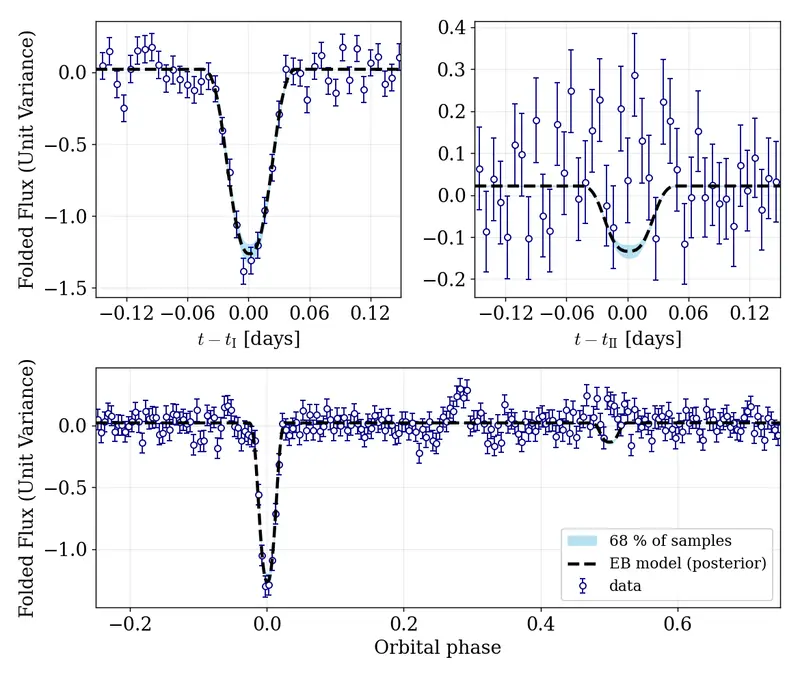 Folded Flux (Unit Variance)
0.0
−0.5
−1.0
−1.5
−0.12 −0.06 0.00 0.06 0.12
t − tI [days]
0.4
0.3
0.2
0.1
0.0
−0.1
−0.2
−0.12 −0.06 0.00 0.06 0.12
t − tII [days]
Folded Flux (Unit Variance)
0.0
−0.5
−1.0
−0.2 0.0 0.2 0.4 0.6
Orbital phase
68 % of samples
EB model (posterior)
data